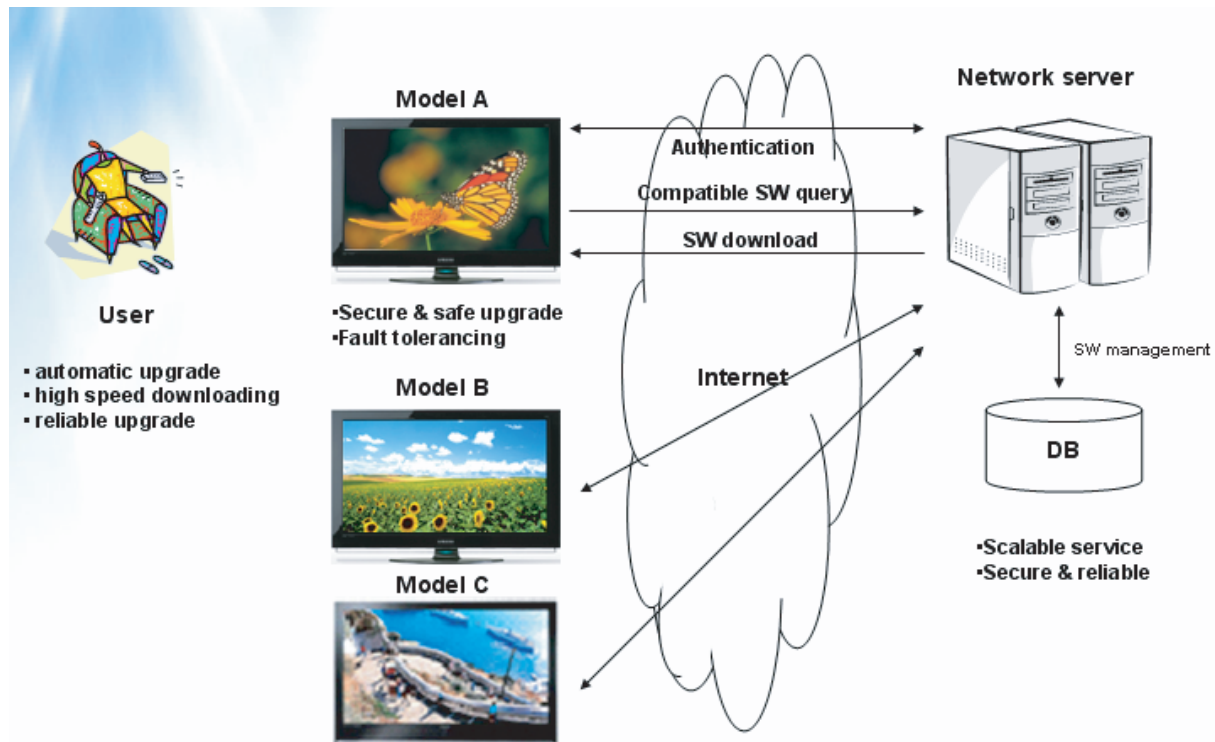 Network server
Model A
Authentication
Compatible SW query
SW download
User
▪Secure & safe upgrade
▪Fault tolerancing
SW management
▪ automatic upgrade
▪ high speed downloading
▪ reliable upgrade
Internet
Model B
DB
▪Scalable service
▪Secure & reliable
Model C